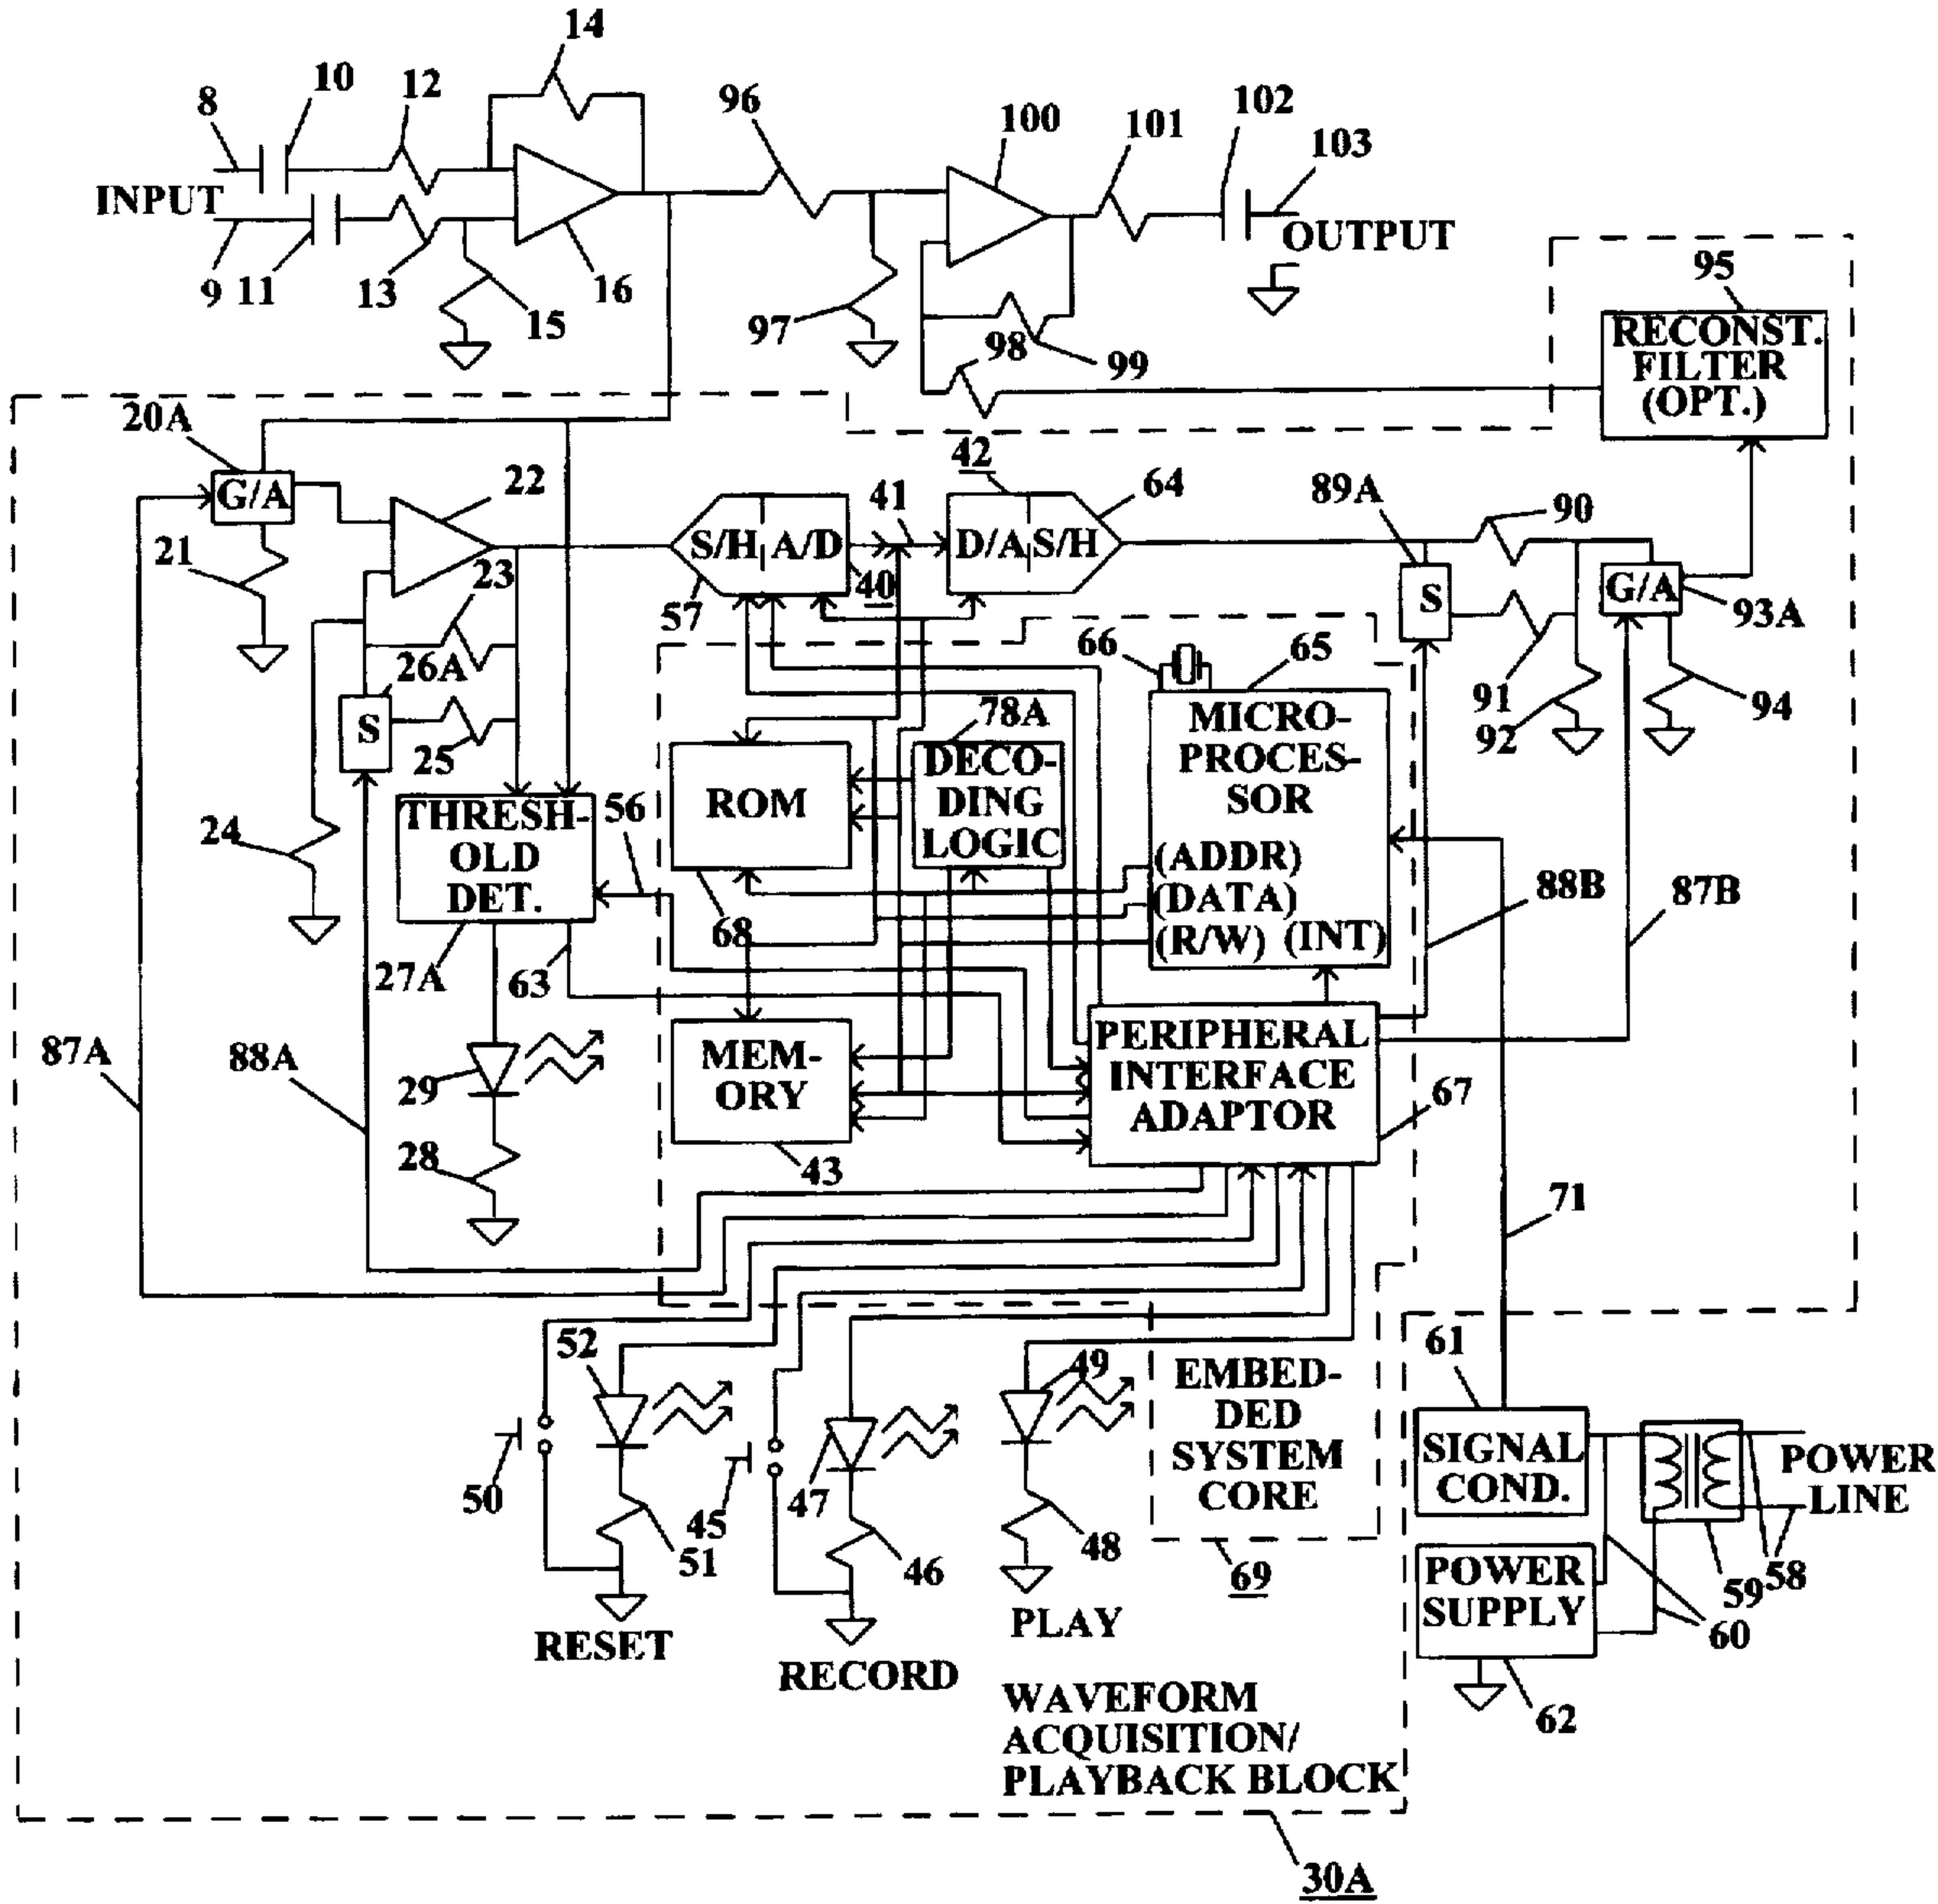 14
8
10
12
96
100
101
102
103
INPUT
OUTPUT
9
11
13
15
16
97
98
99
95
RECONST.
FILTER
(OPT.)
20A
G/A
22
21
23
S/H
A/D
57
40
41
42
D/A
S/H
64
89A
S
90
G/A
93A
91
92
94
26A
S
25
24
THRESH-
OLD
DET.
27A
56
63
ROM
68
78A
DECO-
DING
LOGIC
66
65
MICRO-
PROCES-
SOR
(ADDR)
(DATA)
(R/W)
(INT)
88B
87B
87A
88A
29
28
MEM-
ORY
43
PERIPHERAL
INTERFACE
ADAPTOR
67
71
50
52
51
RESET
45
47
46
RECORD
49
48
PLAY
EMBED-
DED
SYSTEM
CORE
69
61
SIGNAL
COND.
POWER
LINE
59
58
60
POWER
SUPPLY
62
WAVEFORM
ACQUISITION/
PLAYBACK BLOCK
30A